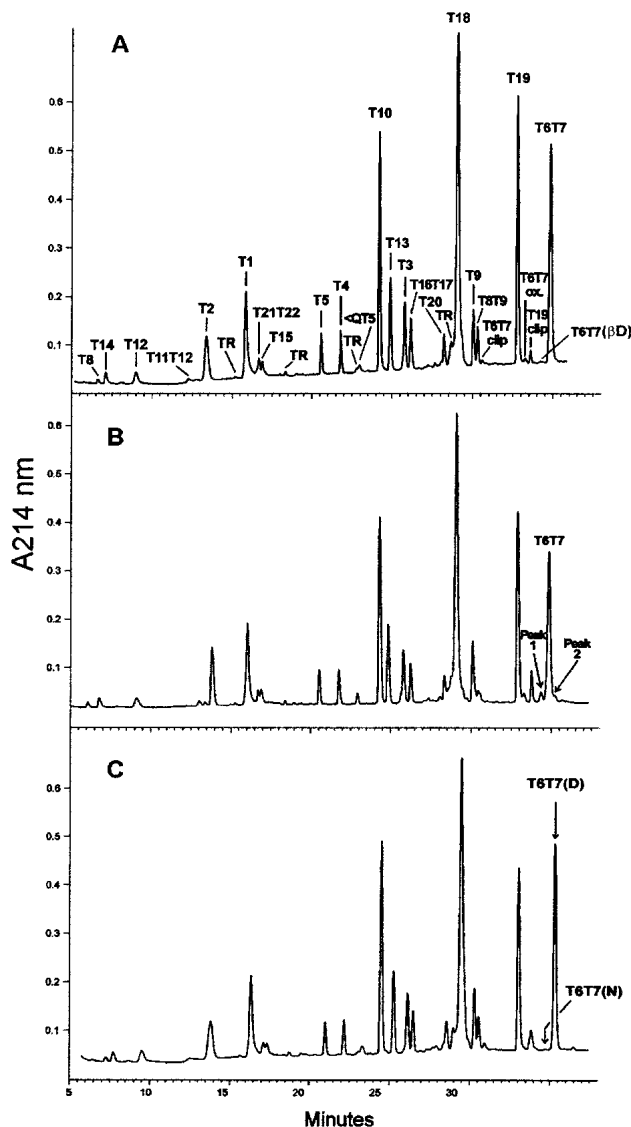 A
T18
T19
T10
T6T7
T13
T1
T3
T16T17
T9
T6T7
ox.
T21T22
T5
T4
<QT5
T20
TR
T8T9
T19
clip
T6T7(βD)
T2
T15
TR
T6T7
clip
T14
T12
TR
TR
T8
T11T12
0.6
0.5
0.4
0.3
0.2
0.1
B
T6T7
Peak
1
Peak
2
0.6
0.5
0.4
0.3
0.2
0.1
A214 nm
C
T6T7(D)
T6T7(N)
0.6
0.5
0.4
0.3
0.2
0.1
5 10 15 20 25 30 35
Minutes